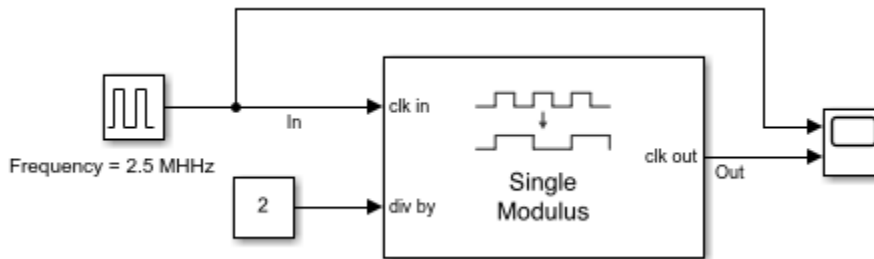 In
clk in
Frequency = 2.5 MHHz
clk out
Out
Single
Modulus
2
div by